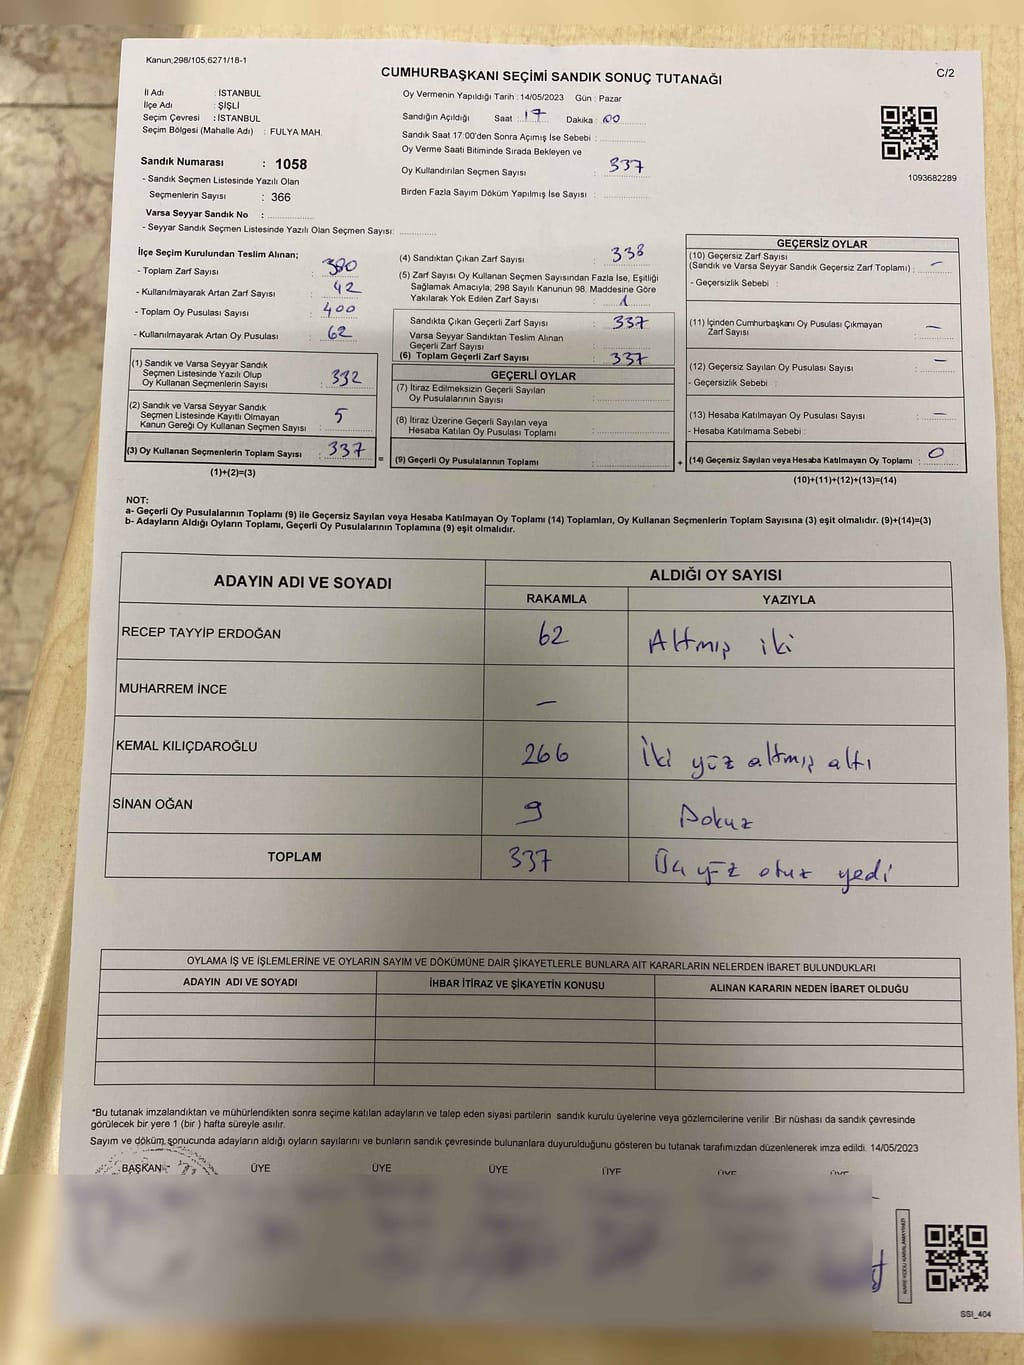 Kanun;298/105;6271/18-1
CUMHURBAŞKANI SEÇİMİ SANDIK SONUÇ TUTANAĞI
C/2
İl Adı : İSTANBUL
İlçe Adı : ŞİŞLİ
Seçim Çevresi : İSTANBUL
Seçim Bölgesi (Mahalle Adı) : FULYA MAH.
Sandık Numarası : 1058
- Sandık Seçmen Listesinde Yazılı Olan
Seçmenlerin Sayısı : 366
Varsa Seyyar Sandık No :
- Seyyar Sandık Seçmen Listesinde Yazılı Olan Seçmen Sayısı:
Oy Vermenin Yapıldığı Tarih : 14/05/2023 Gün : Pazar
Sandığın Açıldığı Saat : 17 Dakika : 00
Sandık Saat 17:00'den Sonra Açımış İse Sebebi :
Oy Verme Saati Bitiminde Sırada Bekleyen ve
Oy Kullandırılan Seçmen Sayısı : 337
Birden Fazla Sayım Döküm Yapılmış İse Sayısı :
1093682289
İlçe Seçim Kurulundan Teslim Alınan;
- Toplam Zarf Sayısı : 380
- Kullanılmayarak Artan Zarf Sayısı : 42
- Toplam Oy Pusulası Sayısı : 400
- Kullanılmayarak Artan Oy Pusulası : 62
(1) Sandık ve Varsa Seyyar Sandık
Seçmen Listesinde Yazılı Olup
Oy Kullanan Seçmenlerin Sayısı : 332
(2) Sandık ve Varsa Seyyar Sandık
Seçmen Listesinde Kayıtlı Olmayan
Kanun Gereği Oy Kullanan Seçmen Sayısı : 5
(3) Oy Kullanan Seçmenlerin Toplam Sayısı : 337
(1)+(2)=(3)
(4) Sandıktan Çıkan Zarf Sayısı : 338
(5) Zarf Sayısı Oy Kullanan Seçmen Sayısından Fazla İse, Eşitliği
Sağlamak Amacıyla; 298 Sayılı Kanunun 98. Maddesine Göre
Yakılarak Yok Edilen Zarf Sayısı : 1
Sandıkta Çıkan Geçerli Zarf Sayısı : 337
Varsa Seyyar Sandıktan Teslim Alınan
Geçerli Zarf Sayısı :
(6) Toplam Geçerli Zarf Sayısı : 337
GEÇERLİ OYLAR
(7) İtiraz Edilmeksizin Geçerli Sayılan
Oy Pusulalarının Sayısı :
(8) İtiraz Üzerine Geçerli Sayılan veya
Hesaba Katılan Oy Pusulası Toplamı :
= (9) Geçerli Oy Pusulalarının Toplamı :
GEÇERSİZ OYLAR
(10) Geçersiz Zarf Sayısı
(Sandık ve Varsa Seyyar Sandık Geçersiz Zarf Toplamı) : –
- Geçersizlik Sebebi :
(11) İçinden Cumhurbaşkanı Oy Pusulası Çıkmayan
Zarf Sayısı : –
(12) Geçersiz Sayılan Oy Pusulası Sayısı : –
- Geçersizlik Sebebi :
(13) Hesaba Katılmayan Oy Pusulası Sayısı : –
- Hesaba Katılmama Sebebi :
+ (14) Geçersiz Sayılan veya Hesaba Katılmayan Oy Toplamı : 0
(10)+(11)+(12)+(13)=(14)
NOT:
a- Geçerli Oy Pusulalarının Toplamı (9) ile Geçersiz Sayılan veya Hesaba Katılmayan Oy Toplamı (14) Toplamları, Oy Kullanan Seçmenlerin Toplam Sayısına (3) eşit olmalıdır. (9)+(14)=(3)
b- Adayların Aldığı Oyların Toplamı, Geçerli Oy Pusulalarının Toplamına (9) eşit olmalıdır.
ADAYIN ADI VE SOYADI
ALDIĞI OY SAYISI
RAKAMLA YAZIYLA
RECEP TAYYİP ERDOĞAN 62 Altmış iki
MUHARREM İNCE –
KEMAL KILIÇDAROĞLU 266 İki yüz altmış altı
SİNAN OĞAN 9 Dokuz
TOPLAM 337 Üç yüz otuz yedi
OYLAMA İŞ VE İŞLEMLERİNE VE OYLARIN SAYIM VE DÖKÜMÜNE DAİR ŞİKAYETLERLE BUNLARA AİT KARARLARIN NELERDEN İBARET BULUNDUKLARI
ADAYIN ADI VE SOYADI İHBAR İTİRAZ VE ŞİKAYETİN KONUSU ALINAN KARARIN NEDEN İBARET OLDUĞU
*Bu tutanak imzalandıktan ve mühürlendikten sonra seçime katılan adayların ve talep eden siyasi partilerin sandık kurulu üyelerine veya gözlemcilerine verilir. Bir nüshası da sandık çevresinde
görülecek bir yere 1 (bir ) hafta süreyle asılır.
Sayım ve döküm sonucunda adayların aldığı oyların sayılarını ve bunların sandık çevresinde bulunanlara duyurulduğunu gösteren bu tutanak tarafımızdan düzenlenerek imza edildi. 14/05/2023
BAŞKAN ÜYE ÜYE ÜYE ÜYE ÜYE ÜYE
SSI_404